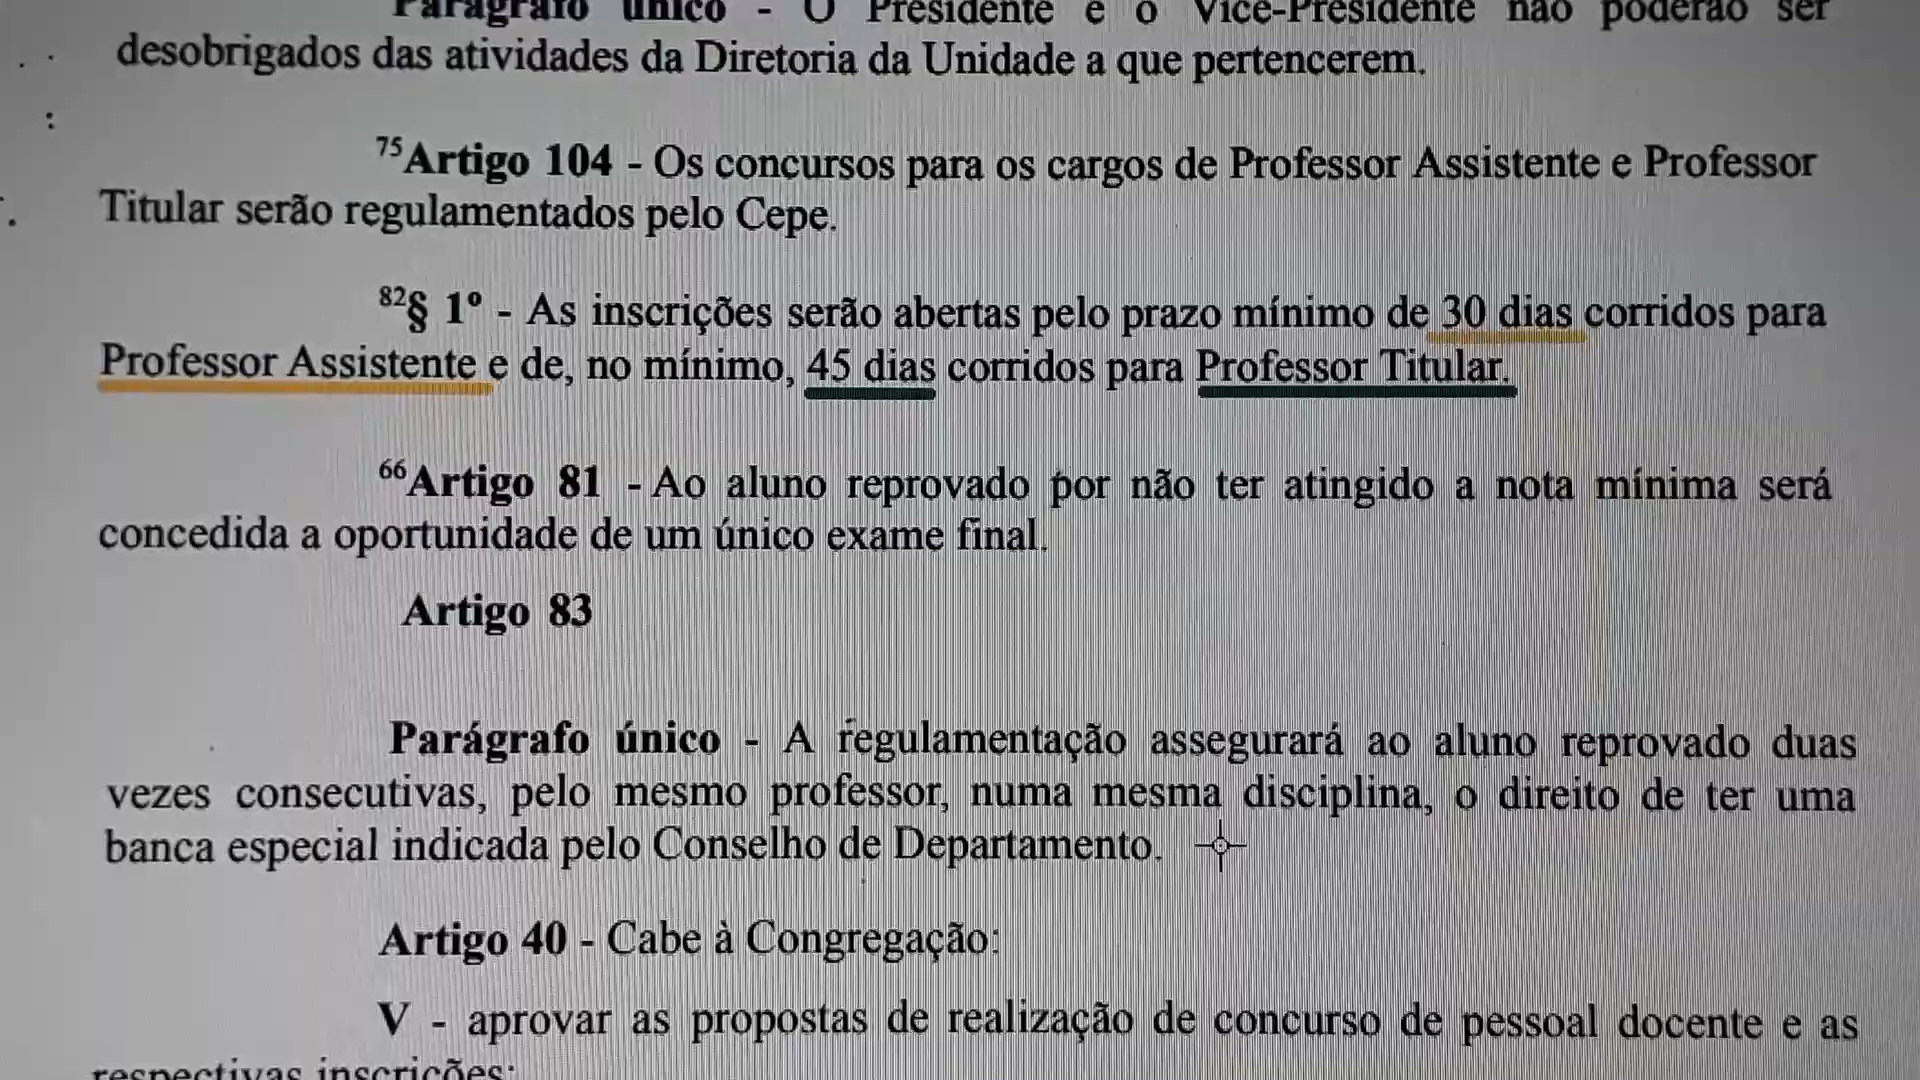 Parágrafo único - O Presidente e o Vice-Presidente não poderão ser
desobrigados das atividades da Diretoria da Unidade a que pertencerem.
75Artigo 104 - Os concursos para os cargos de Professor Assistente e Professor
Titular serão regulamentados pelo Cepe.
82§ 1º - As inscrições serão abertas pelo prazo mínimo de 30 dias corridos para
Professor Assistente e de, no mínimo, 45 dias corridos para Professor Titular.
66Artigo 81 - Ao aluno reprovado por não ter atingido a nota mínima será
concedida a oportunidade de um único exame final.
Artigo 83
Parágrafo único - A regulamentação assegurará ao aluno reprovado duas
vezes consecutivas, pelo mesmo professor, numa mesma disciplina, o direito de ter uma
banca especial indicada pelo Conselho de Departamento.
Artigo 40 - Cabe à Congregação:
V - aprovar as propostas de realização de concurso de pessoal docente e as
respectivas inscrições;